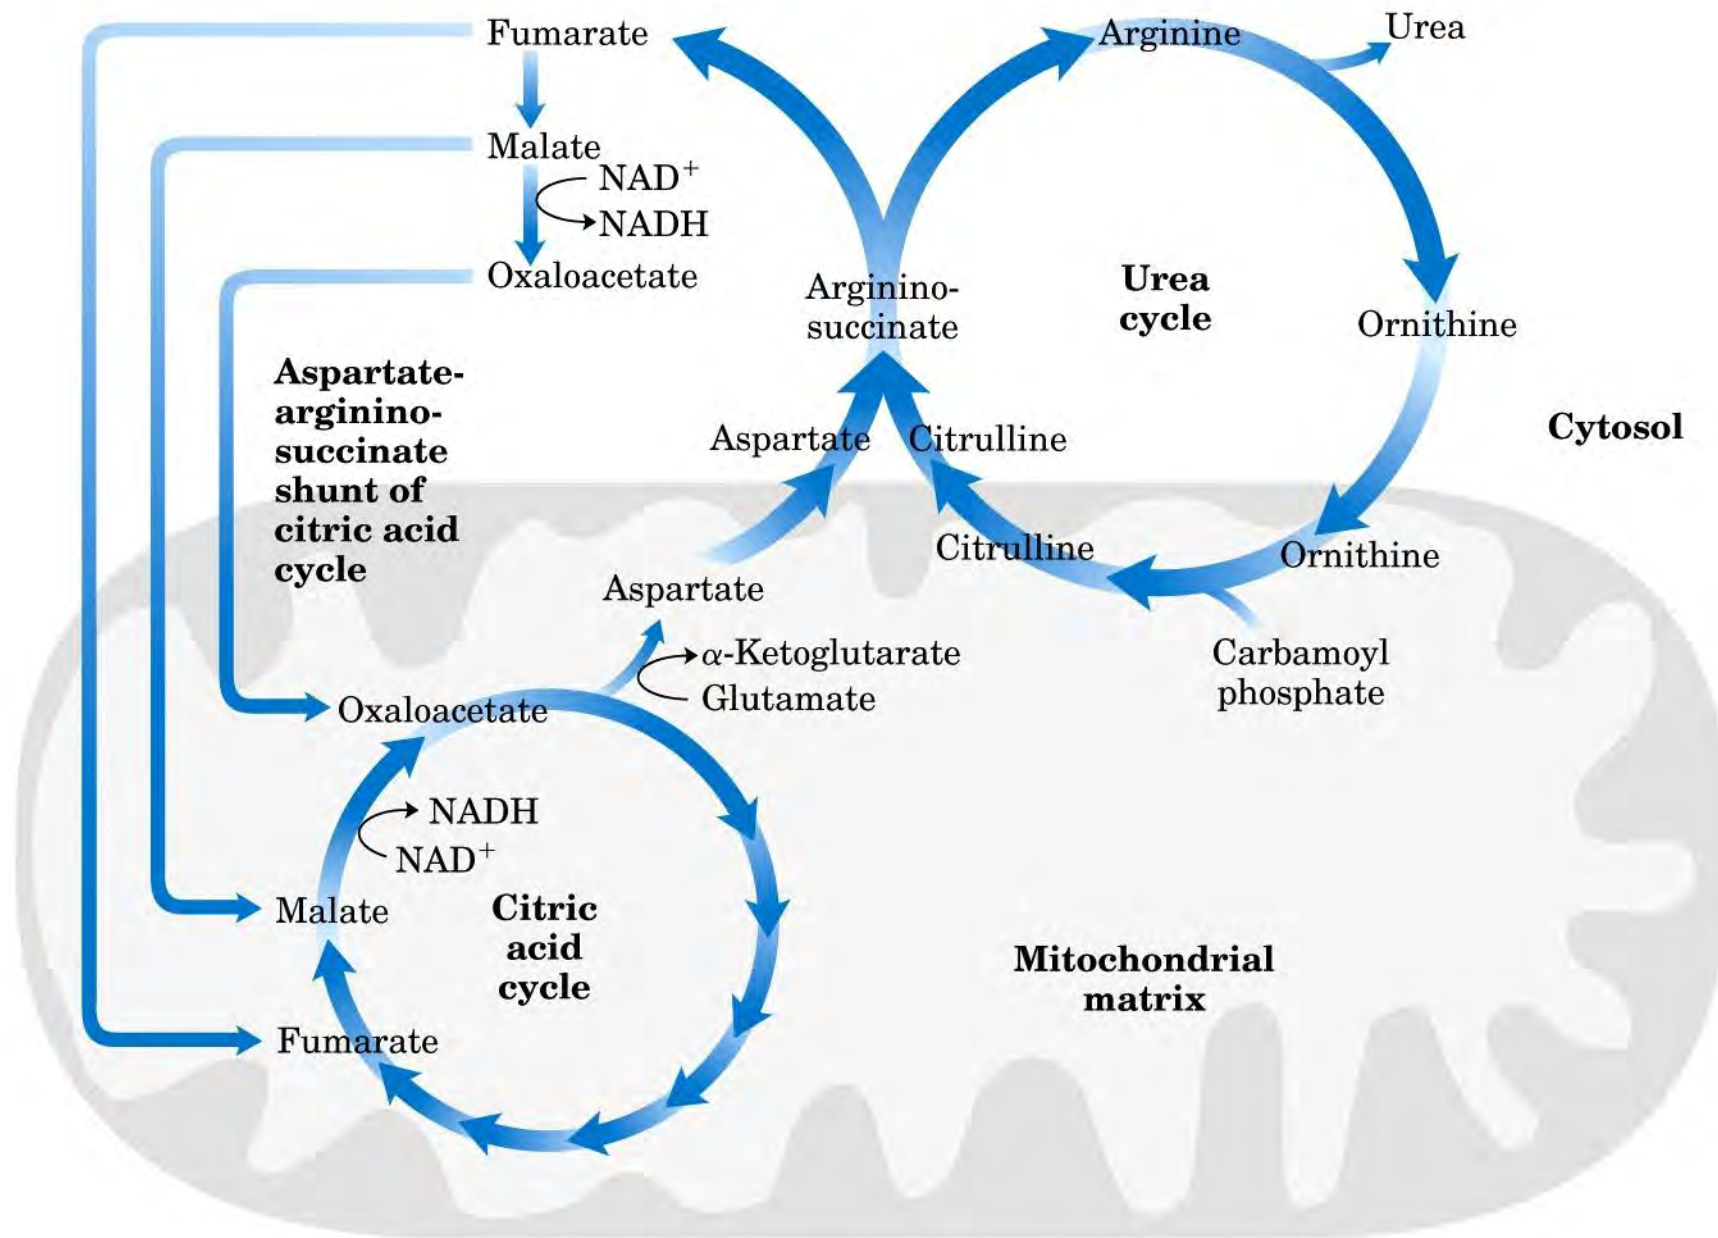 Fumarate
Arginine
Urea
Malate
NAD+
NADH
Oxaloacetate
Arginino-
succinate
Urea
cycle
Ornithine
Aspartate-
arginino-
succinate
shunt of
citric acid
cycle
Aspartate
Citrulline
Cytosol
Citrulline
Ornithine
Aspartate
α-Ketoglutarate
Glutamate
Carbamoyl
phosphate
Oxaloacetate
NADH
NAD+
Malate
Citric
acid
cycle
Mitochondrial
matrix
Fumarate